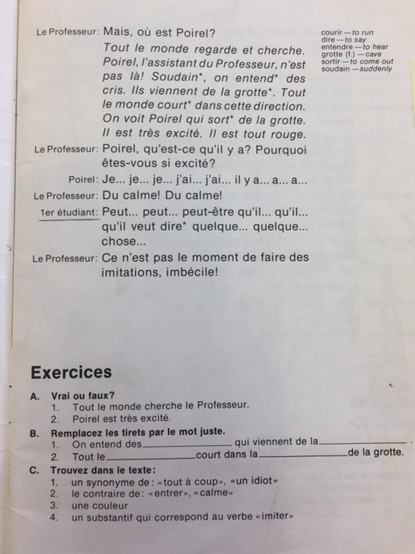 Le Professeur: Mais, où est Poirel?
Tout le monde regarde et cherche.
Poirel, l'assistant du Professeur, n'est
pas là! Soudain*, on entend* des
cris. Ils viennent de la grotte*. Tout
le monde court* dans cette direction.
On voit Poirel qui sort* de la grotte.
Il est très excité. Il est tout rouge.
Le Professeur: Poirel, qu'est-ce qu'il y a? Pourquoi
êtes-vous si excité?
Poirel: Je... je... je... j'ai... j'ai... il y a... a... a...
Le Professeur: Du calme! Du calme!
1er étudiant: Peut... peut... peut-être qu'il... qu'il...
qu'il veut dire* quelque... quelque...
chose...
Le Professeur: Ce n'est pas le moment de faire des
imitations, imbécile!
courir — to run
dire — to say
entendre — to hear
grotte (f.) — cave
sortir — to come out
soudain — suddenly
Exercices
A. Vrai ou faux?
1. Tout le monde cherche le Professeur.
2. Poirel est très excité.
B. Remplacez les tirets par le mot juste.
1. On entend des ____________ qui viennent de la ____________.
2. Tout le ____________ court dans la ____________ de la grotte.
C. Trouvez dans le texte:
1. un synonyme de: «tout à coup», «un idiot»
2. le contraire de: «entrer», «calme»
3. une couleur
4. un substantif qui correspond au verbe «imiter»